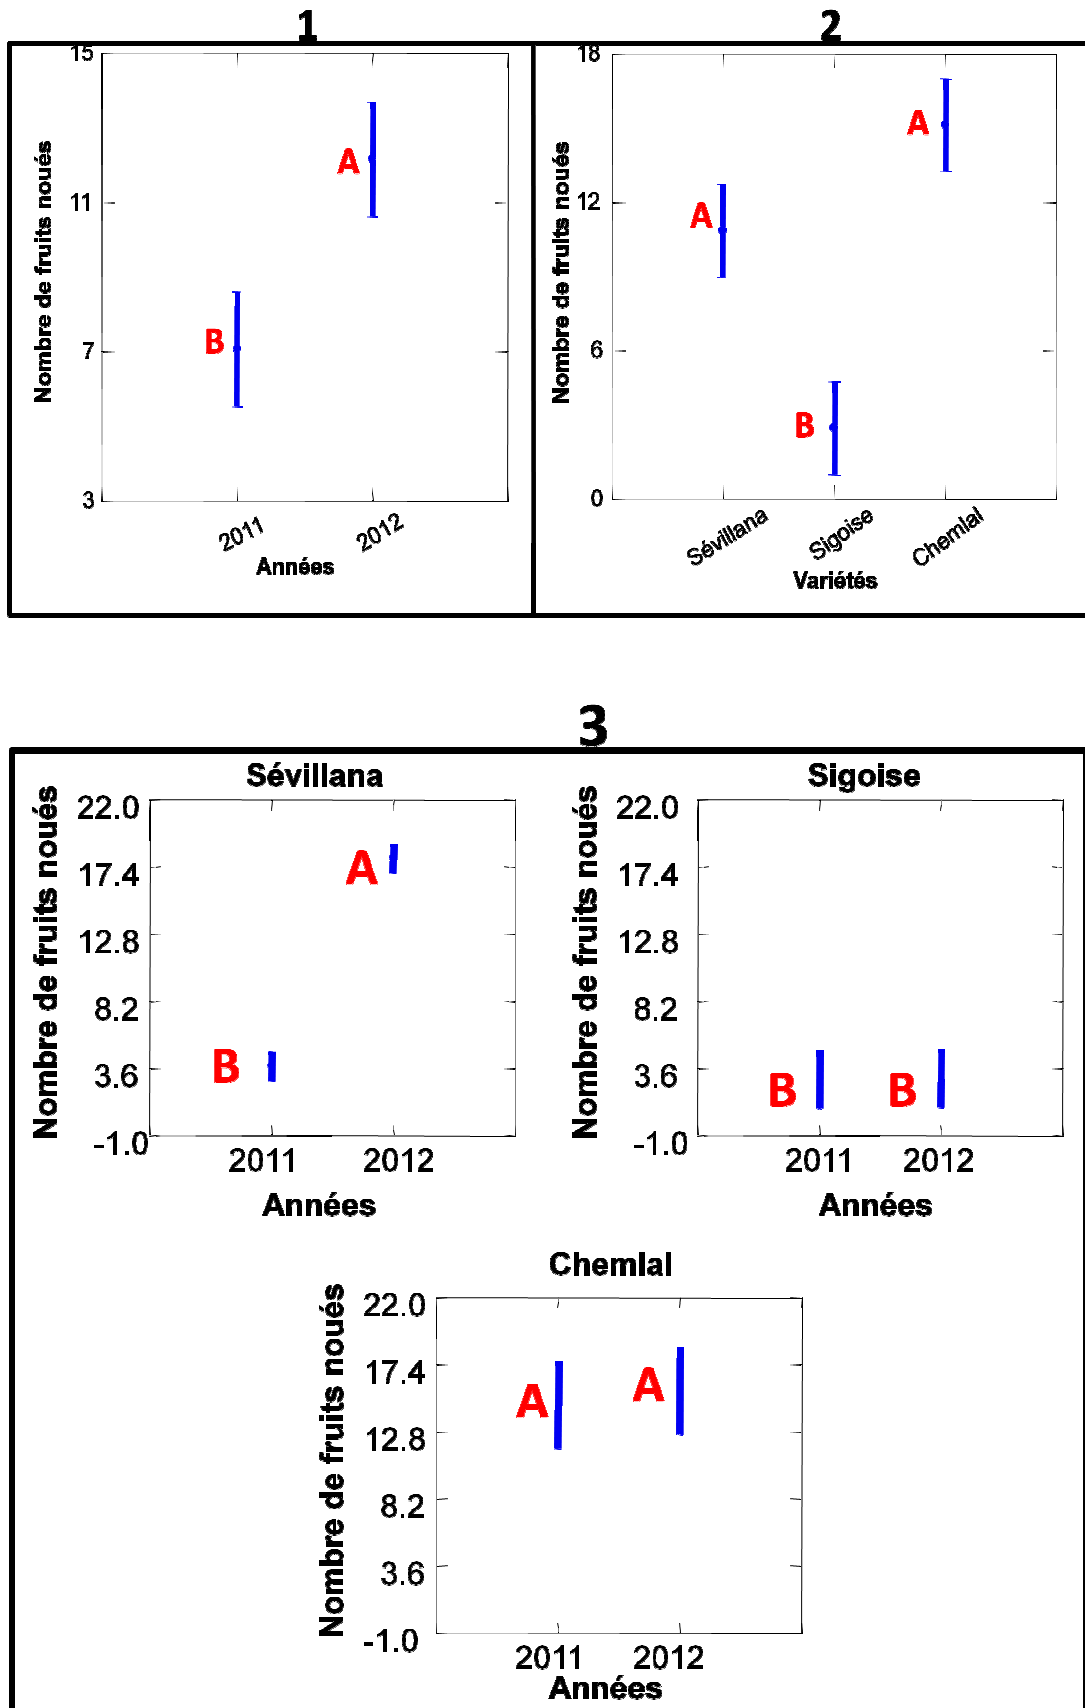 1
15
11
7
3
Nombre de fruits noués
A
B
2011
2012
Années
2
18
12
6
0
Nombre de fruits noués
A
B
A
Sévillana
Sigoise
Chemlal
Variétés
3
Sévillana
22.0
17.4
12.8
8.2
3.6
-1.0
Nombre de fruits noués
A
B
2011 2012
Années
Sigoise
22.0
17.4
12.8
8.2
3.6
-1.0
Nombre de fruits noués
B B
2011 2012
Années
Chemlal
22.0
17.4
12.8
8.2
3.6
-1.0
Nombre de fruits noués
A A
2011 2012
Années